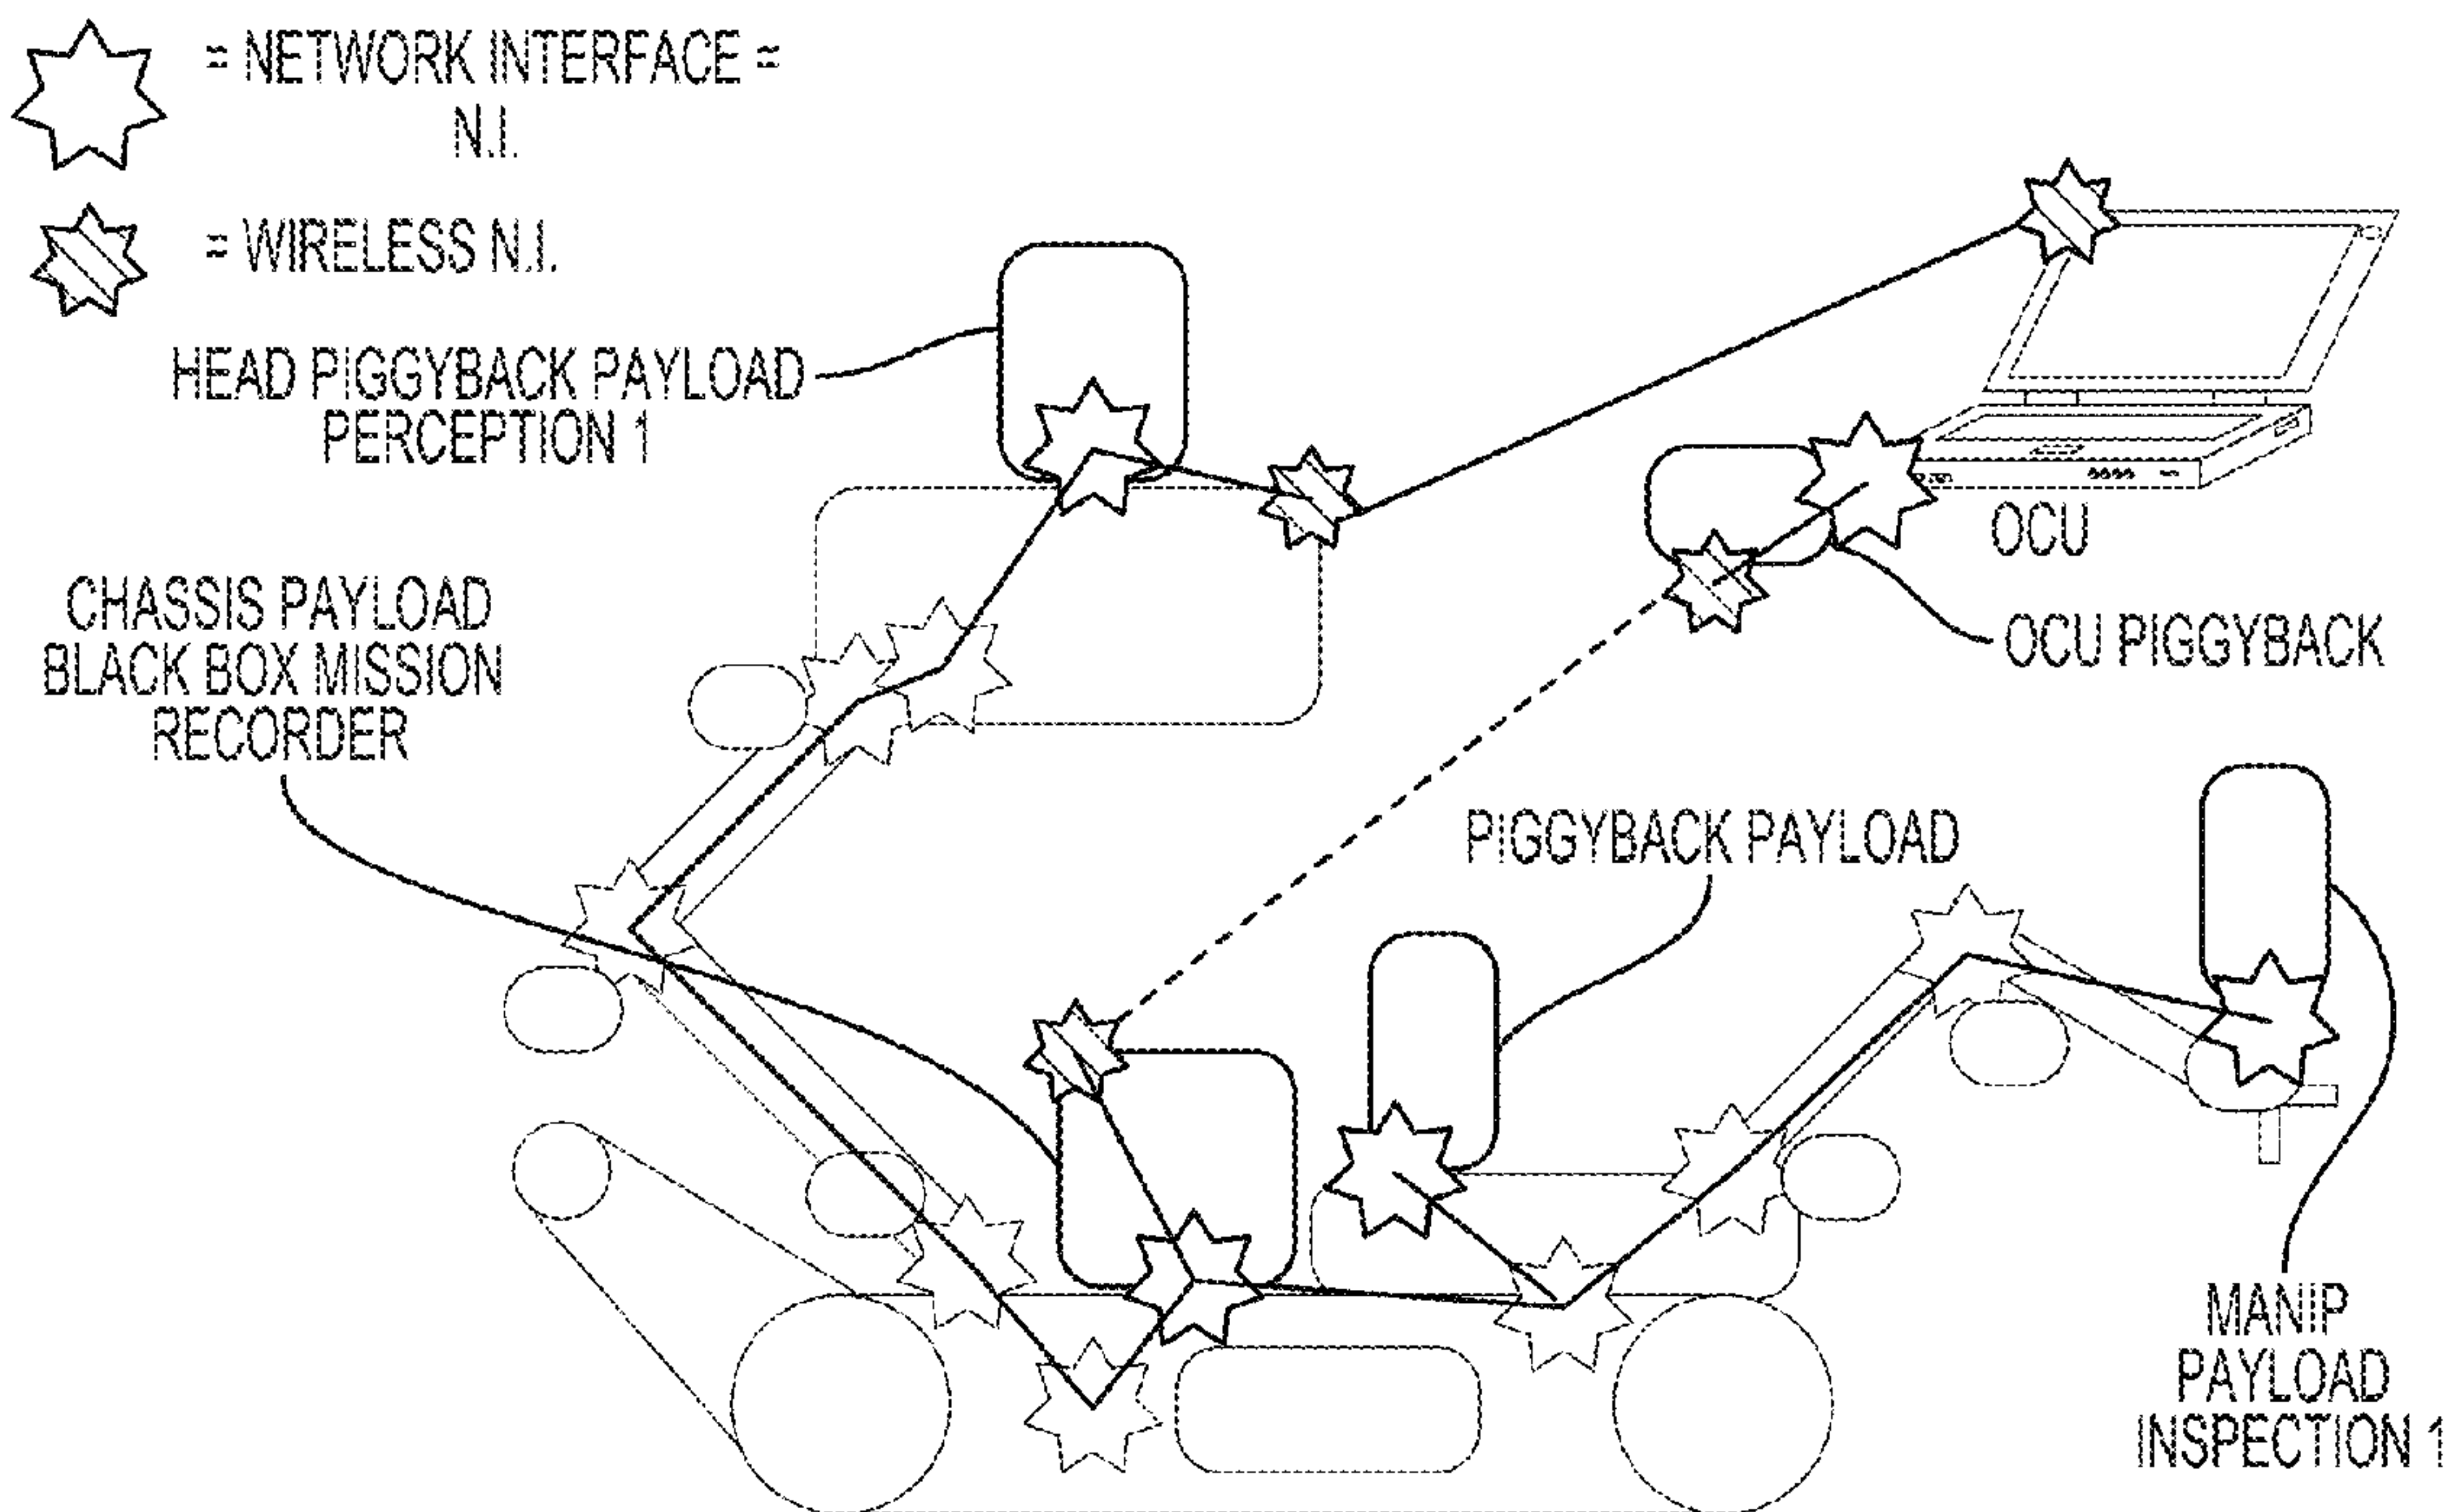 = NETWORK INTERFACE =
N.I.
= WIRELESS N.I.
HEAD PIGGYBACK PAYLOAD
PERCEPTION 1
CHASSIS PAYLOAD
BLACK BOX MISSION
RECORDER
OCU
OCU PIGGYBACK
PIGGYBACK PAYLOAD
MANIP
PAYLOAD
INSPECTION 1